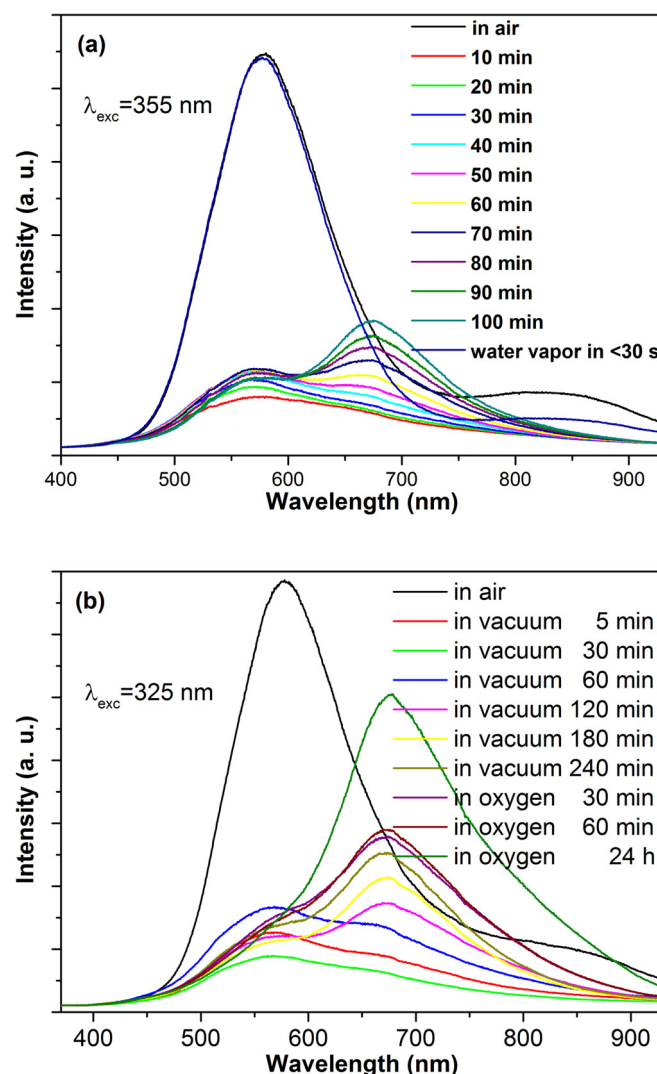 (a)
λexc=355 nm
in air
10 min
20 min
30 min
40 min
50 min
60 min
70 min
80 min
90 min
100 min
water vapor in <30 s
Intensity (a. u.)
400 500 600 700 800 900
Wavelength (nm)
(b)
λexc=325 nm
in air
in vacuum 5 min
in vacuum 30 min
in vacuum 60 min
in vacuum 120 min
in vacuum 180 min
in vacuum 240 min
in oxygen 30 min
in oxygen 60 min
in oxygen 24 h
Intensity (a. u.)
400 500 600 700 800 900
Wavelength (nm)